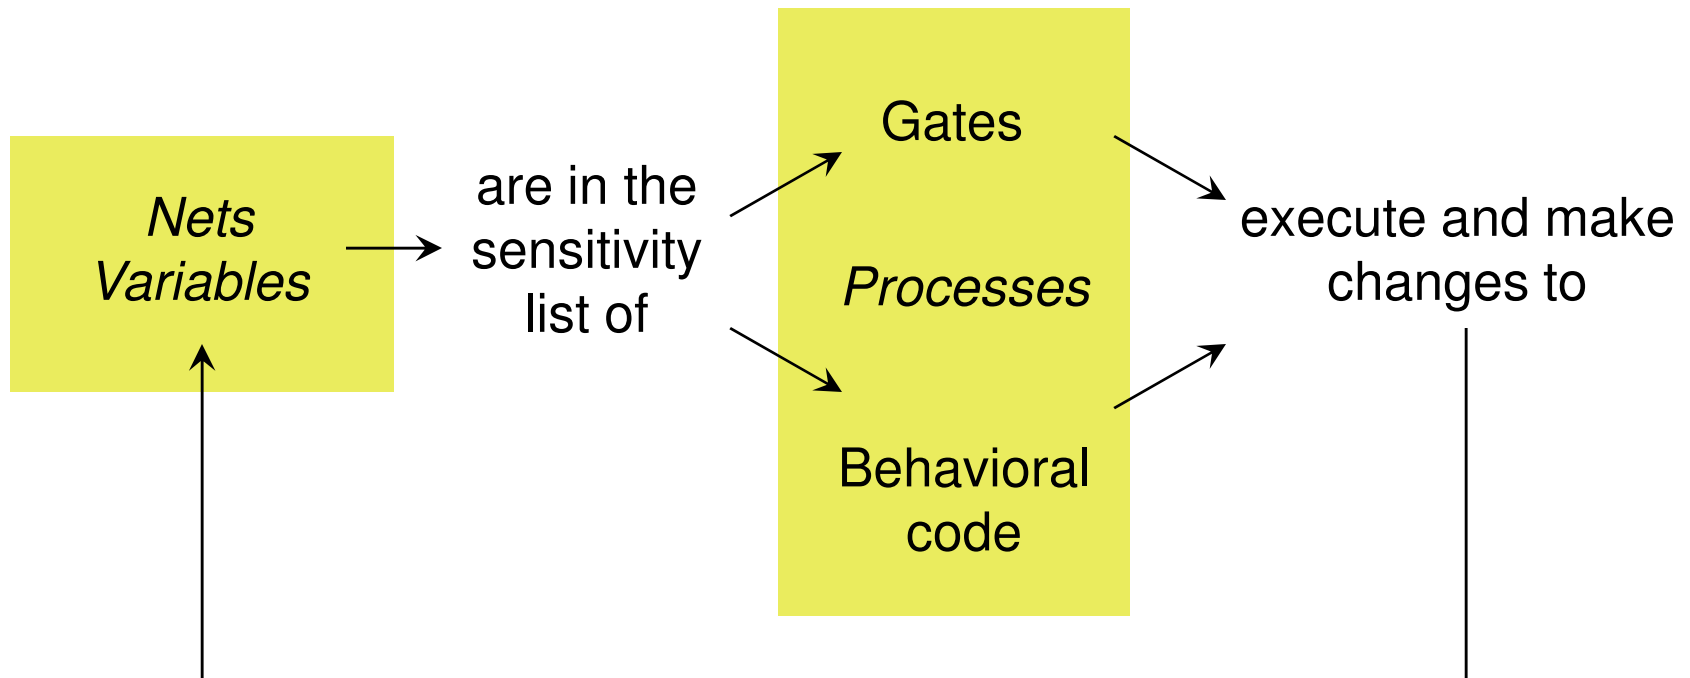 Nets
Variables
are in the
sensitivity
list of
Gates
Processes
Behavioral
code
execute and make
changes to